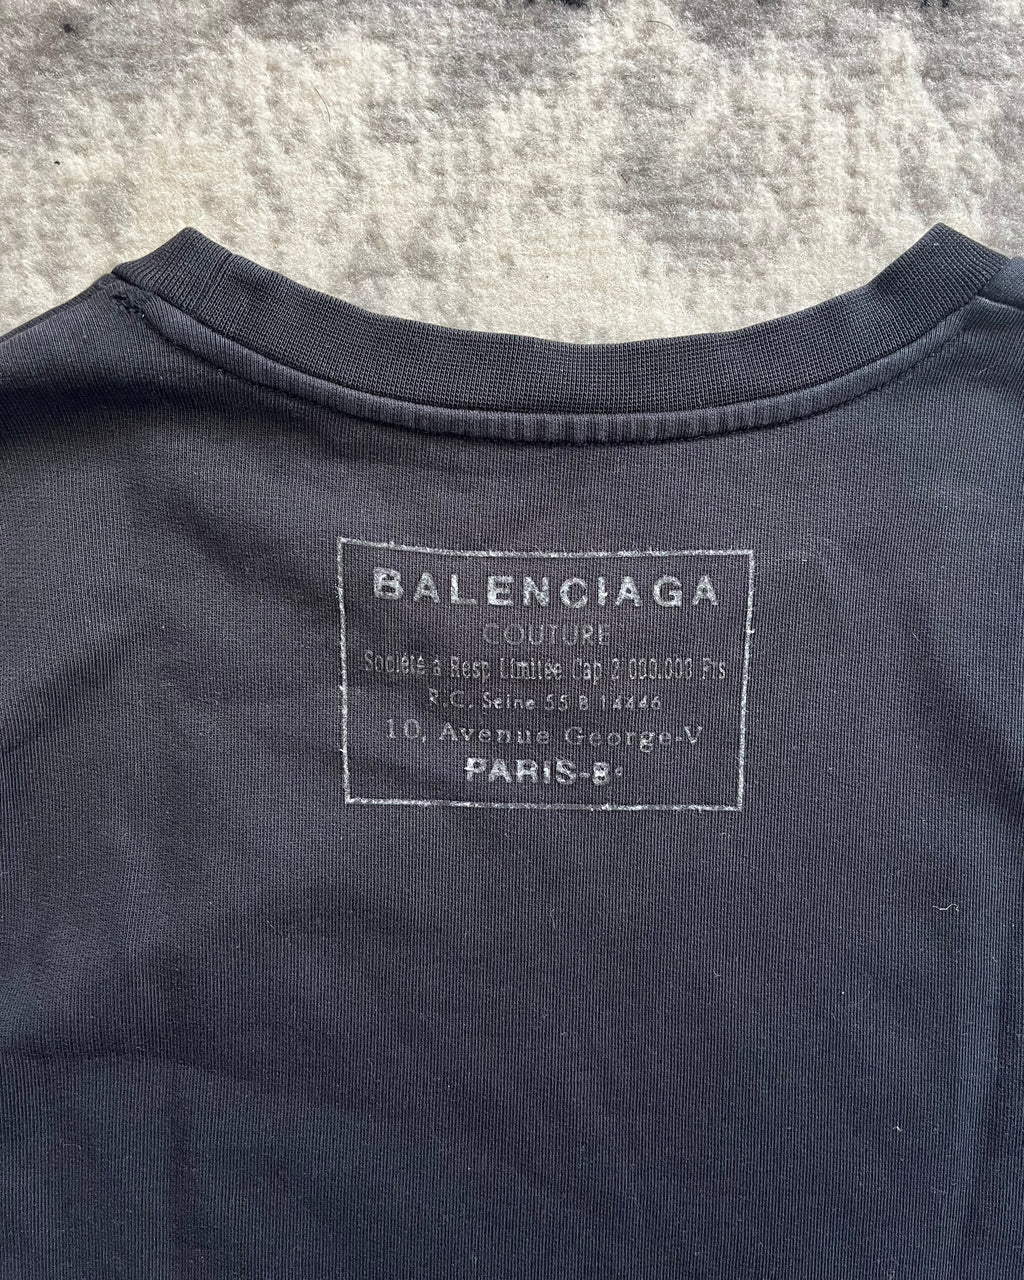 BALENCIAGA
COUTURE
Société à Resp Limitée Cap 2 000.000 Frs
R.C. Seine 55 B 14446
10, Avenue George-V
PARIS-8e